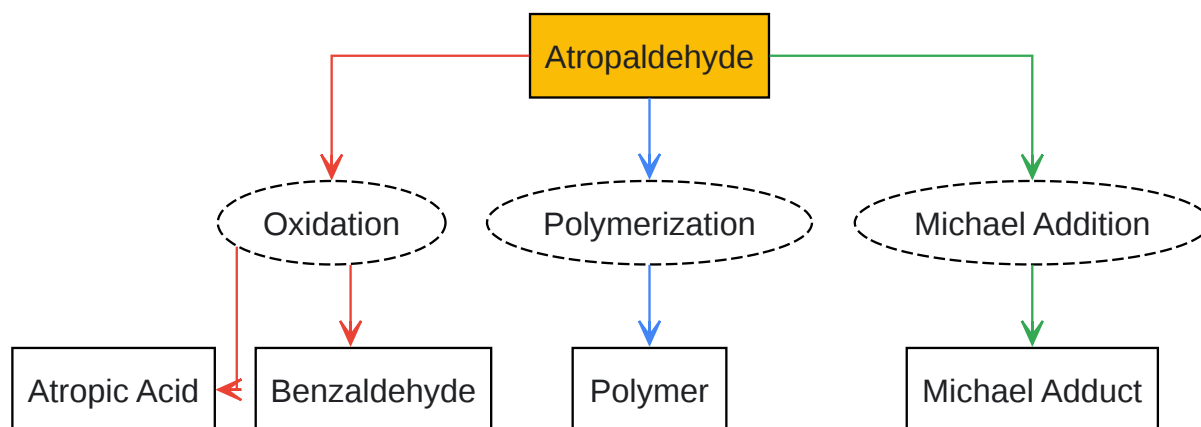 Atropaldehyde
Oxidation
Polymerization
Michael Addition
Atropic Acid
Benzaldehyde
Polymer
Michael Adduct